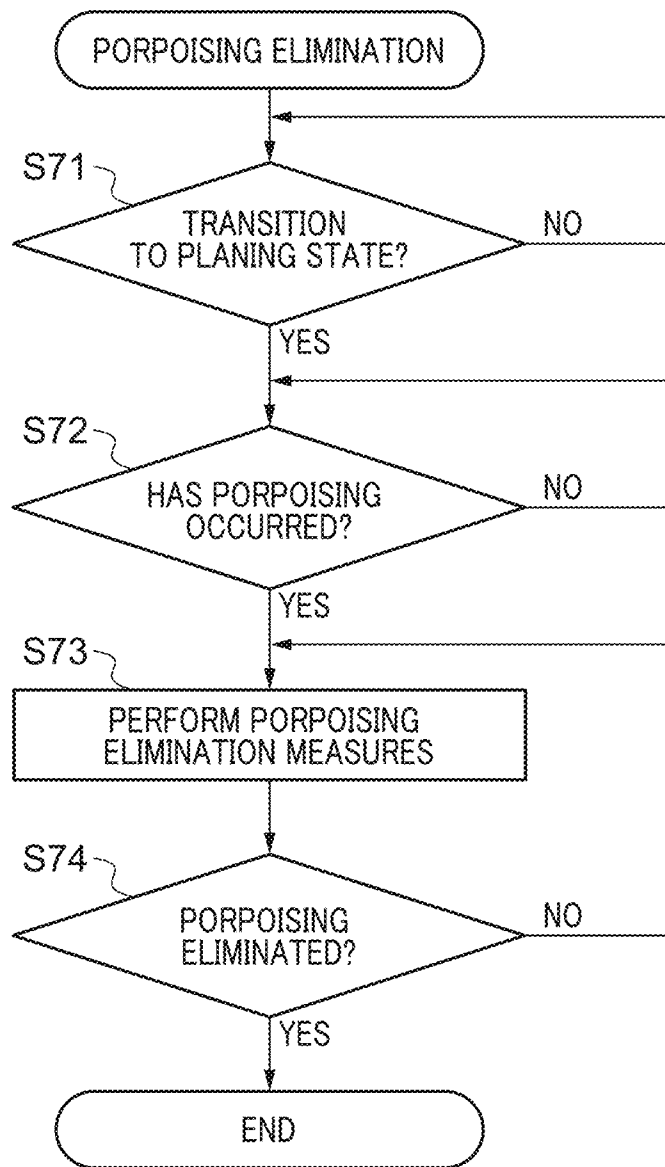 PORPOISING ELIMINATION
S71
TRANSITION
TO PLANING STATE?
NO
YES
S72
HAS PORPOISING
OCCURRED?
NO
YES
S73
PERFORM PORPOISING
ELIMINATION MEASURES
S74
PORPOISING
ELIMINATED?
NO
YES
END